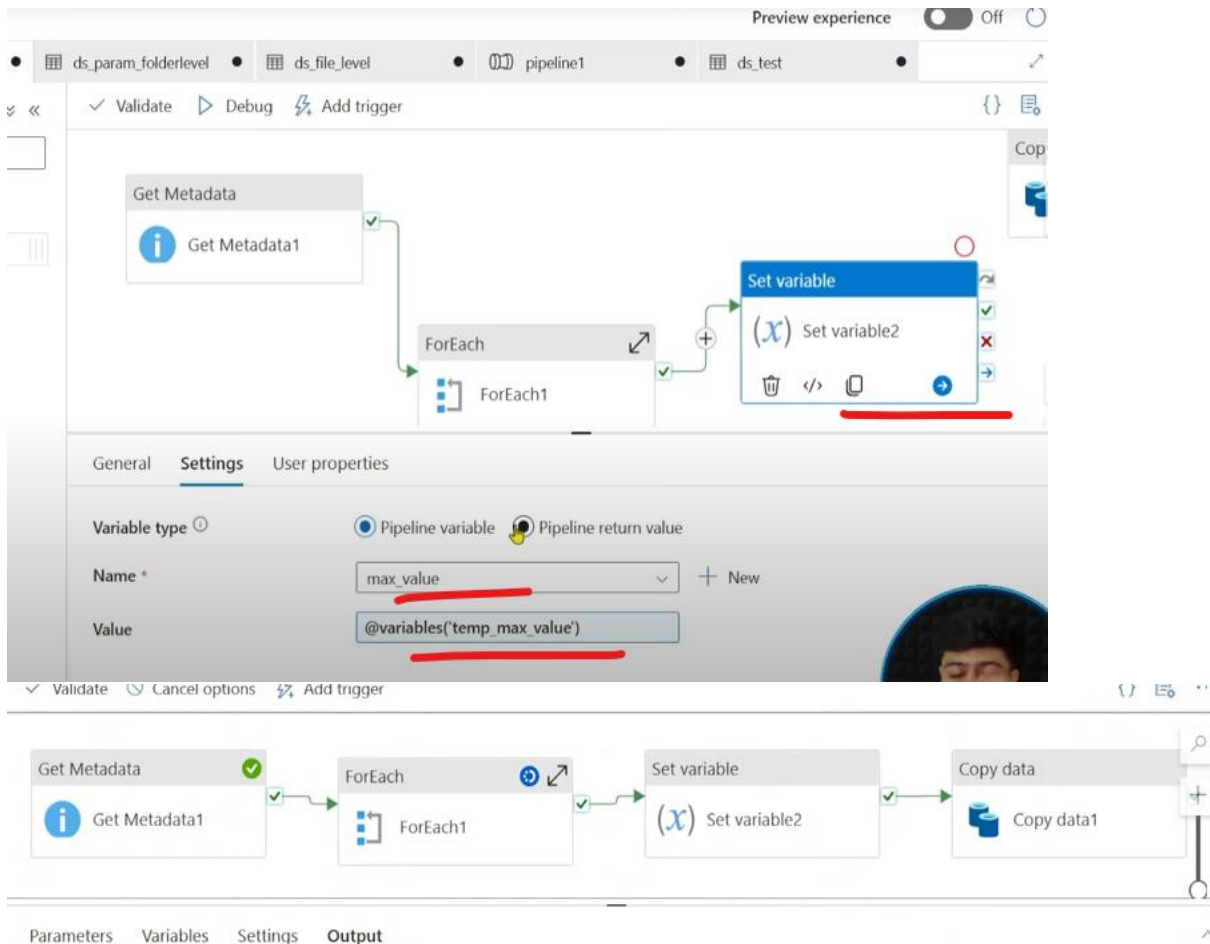 Preview experience Off
ds_param_folderlevel ds_file_level pipeline1 ds_test
Validate Debug Add trigger {}
Cop
Get Metadata
Get Metadata1
Set variable
(x) Set variable2
ForEach
ForEach1
</>
General Settings User properties
Variable type Pipeline variable Pipeline return value
Name * max_value + New
Value @variables('temp_max_value')
Validate Cancel options Add trigger {}
Get Metadata ForEach Set variable Copy data
Get Metadata1 ForEach1 (x) Set variable2 Copy data1
Parameters Variables Settings Output